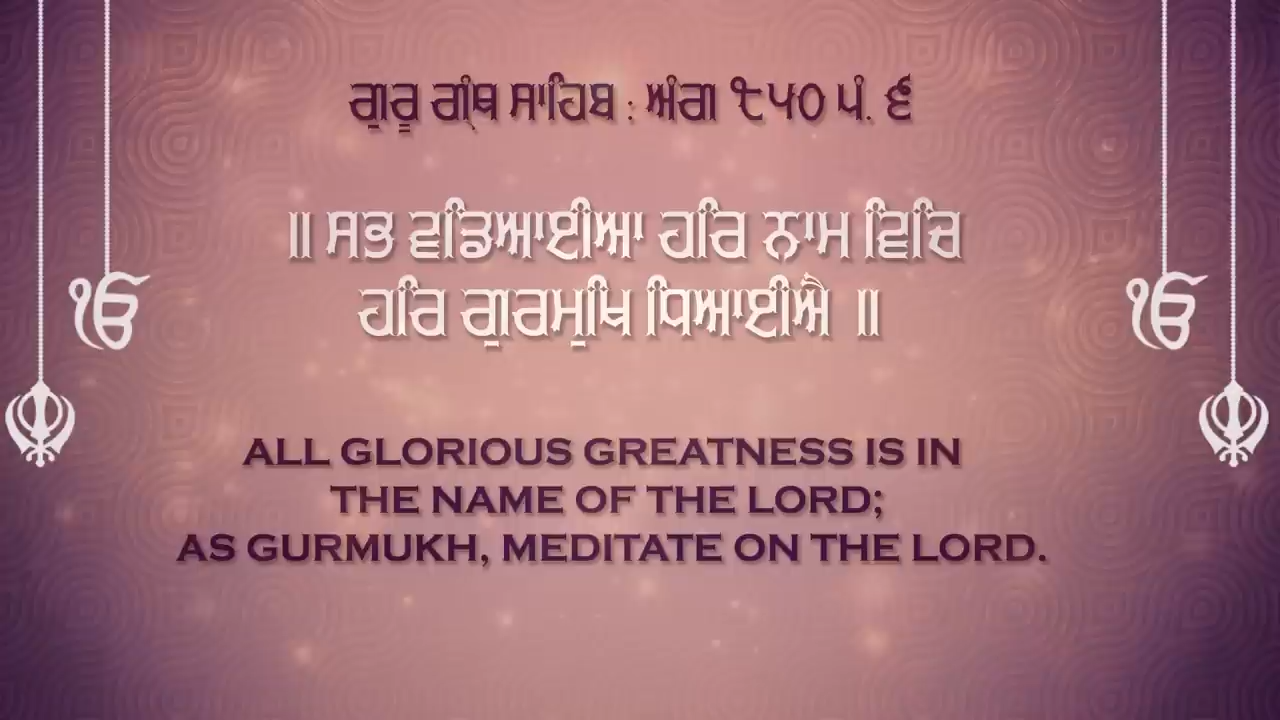 ਗੁਰੂ ਗ੍ਰੰਥ ਸਾਹਿਬ : ਅੰਗ ੮੫੦ ਪੰ. ੬
॥ ਸਭ ਵਡਿਆਈਆ ਹਰਿ ਨਾਮ ਵਿਚਿ
ਹਰਿ ਗੁਰਮੁਖਿ ਧਿਆਈਐ ॥
ੴ
ੴ
ALL GLORIOUS GREATNESS IS IN
THE NAME OF THE LORD;
AS GURMUKH, MEDITATE ON THE LORD.